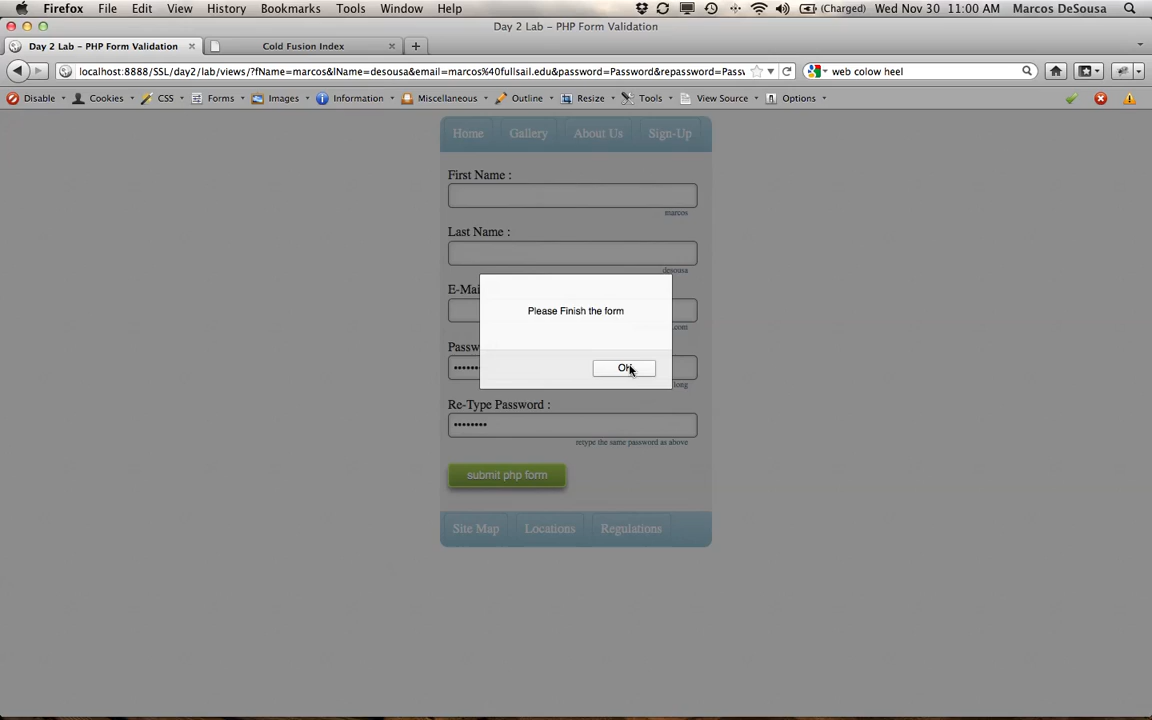 Firefox File Edit View History Bookmarks Tools Window Help (Charged) Wed Nov 30 11:00 AM Marcos DeSousa
Day 2 Lab – PHP Form Validation
Day 2 Lab – PHP Form Validation Cold Fusion Index
localhost:8888/SSL/day2/lab/views/?fName=marcos&lName=desousa&email=marcos%40fullsail.edu&password=Password&repassword=Passv web colow heel
Disable Cookies CSS Forms Images Information Miscellaneous Outline Resize Tools View Source Options
Home Gallery About Us Sign-Up
First Name :
marcos
Last Name :
desousa
E-Mai
.com
Please Finish the form
Passw
long
OK
Re-Type Password :
retype the same password as above
submit php form
Site Map Locations Regulations